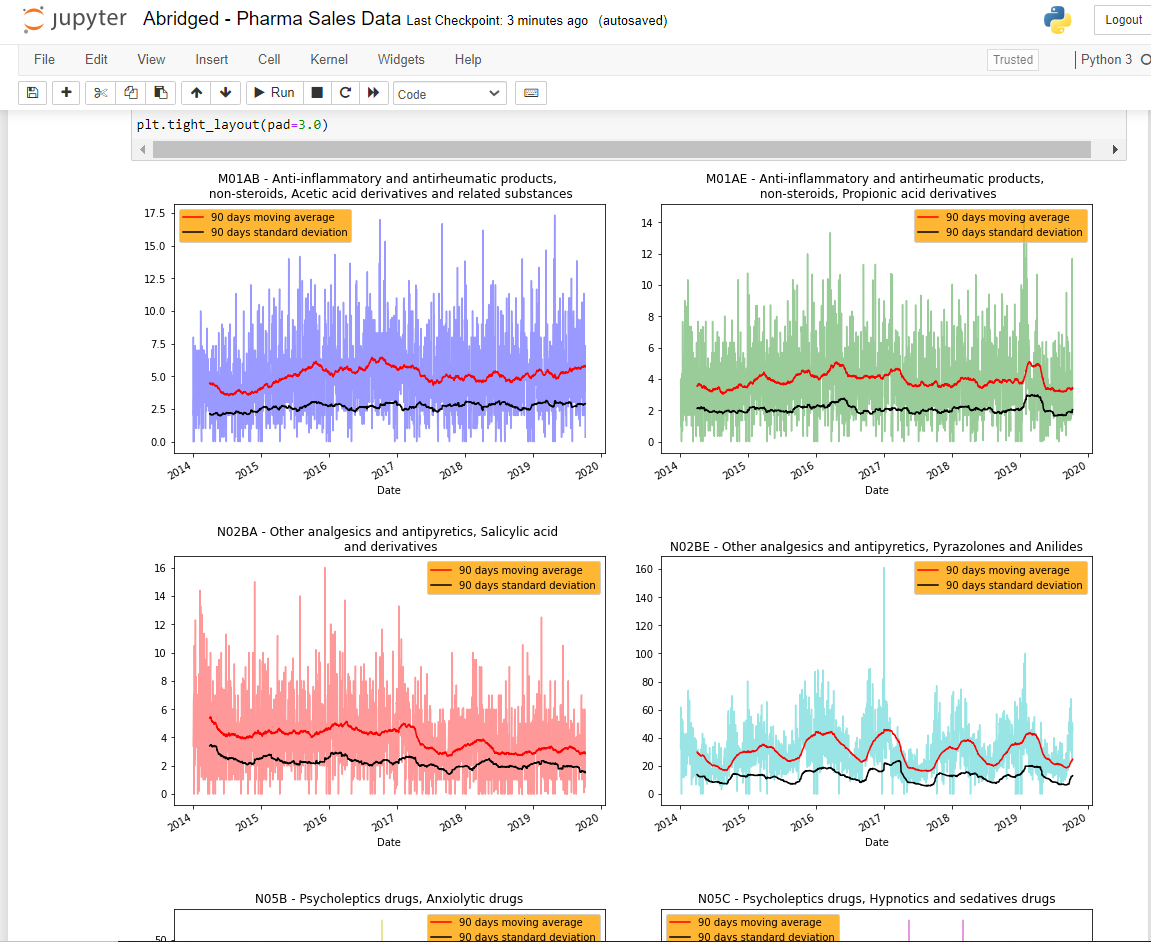 jupyter Abridged - Pharma Sales Data Last Checkpoint: 3 minutes ago (autosaved) Logout
File Edit View Insert Cell Kernel Widgets Help Trusted Python 3
Run Code
plt.tight_layout(pad=3.0)
M01AB - Anti-inflammatory and antirheumatic products,
non-steroids, Acetic acid derivatives and related substances
90 days moving average
90 days standard deviation
17.5
15.0
12.5
10.0
7.5
5.0
2.5
0.0
2014 2015 2016 2017 2018 2019 2020
Date
M01AE - Anti-inflammatory and antirheumatic products,
non-steroids, Propionic acid derivatives
90 days moving average
90 days standard deviation
14
12
10
8
6
4
2
0
2014 2015 2016 2017 2018 2019 2020
Date
N02BA - Other analgesics and antipyretics, Salicylic acid
and derivatives
90 days moving average
90 days standard deviation
16
14
12
10
8
6
4
2
0
2014 2015 2016 2017 2018 2019 2020
Date
N02BE - Other analgesics and antipyretics, Pyrazolones and Anilides
90 days moving average
90 days standard deviation
160
140
120
100
80
60
40
20
0
2014 2015 2016 2017 2018 2019 2020
Date
N05B - Psycholeptics drugs, Anxiolytic drugs
90 days moving average
90 days standard deviation
50
N05C - Psycholeptics drugs, Hypnotics and sedatives drugs
90 days moving average
90 days standard deviation